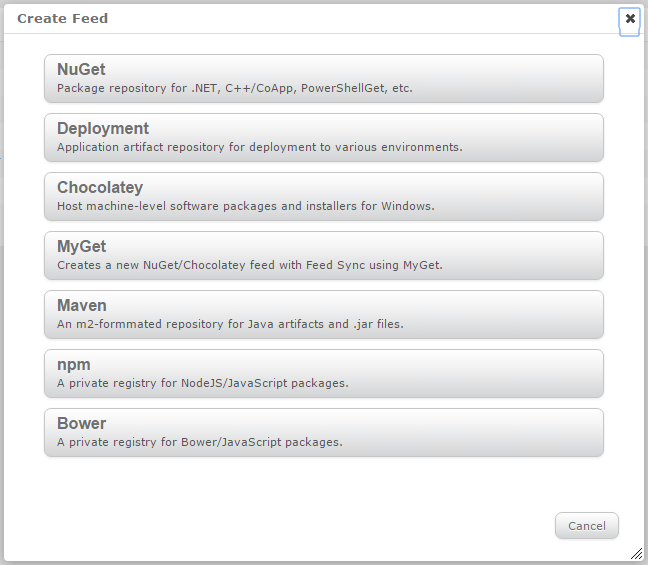 Create Feed
NuGet
Package repository for .NET, C++/CoApp, PowerShellGet, etc.
Deployment
Application artifact repository for deployment to various environments.
Chocolatey
Host machine-level software packages and installers for Windows.
MyGet
Creates a new NuGet/Chocolatey feed with Feed Sync using MyGet.
Maven
An m2-formmated repository for Java artifacts and .jar files.
npm
A private registry for NodeJS/JavaScript packages.
Bower
A private registry for Bower/JavaScript packages.
Cancel